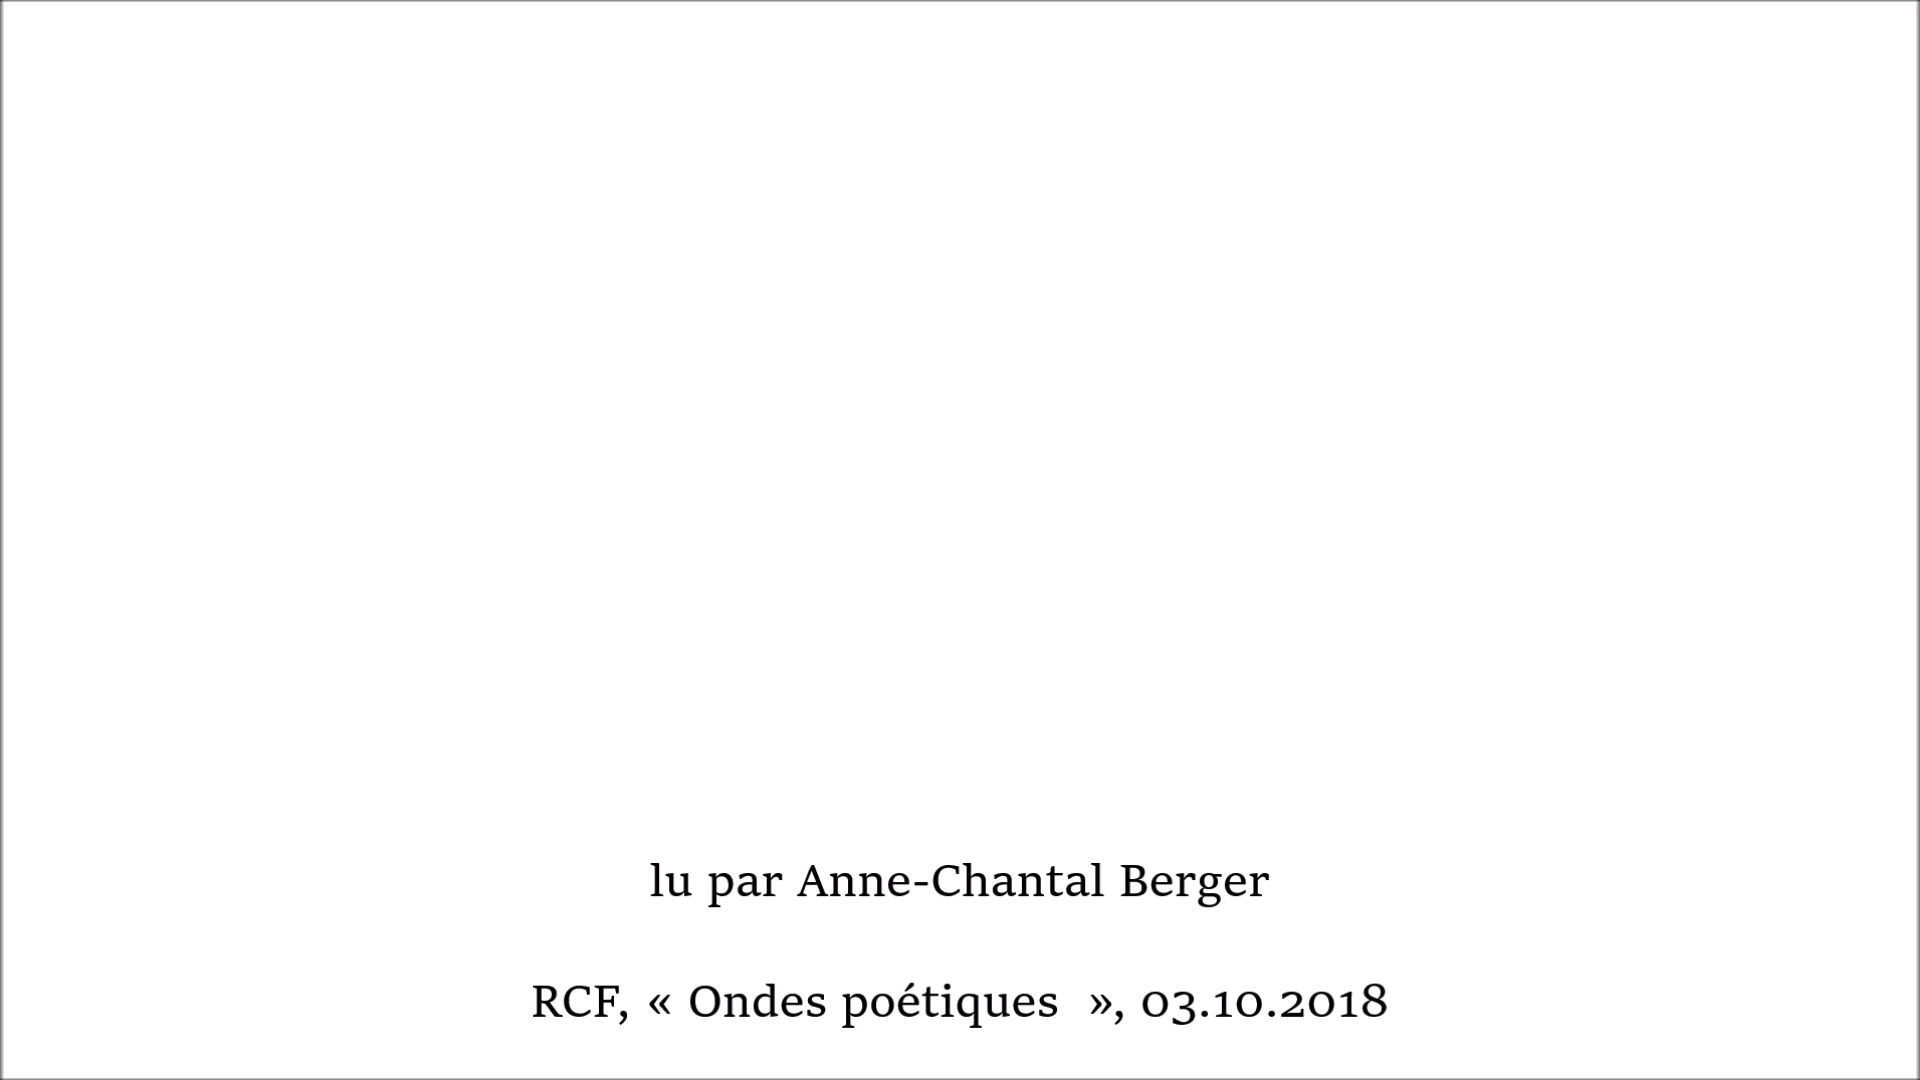 lu par Anne-Chantal Berger
RCF, « Ondes poétiques  », 03.10.2018